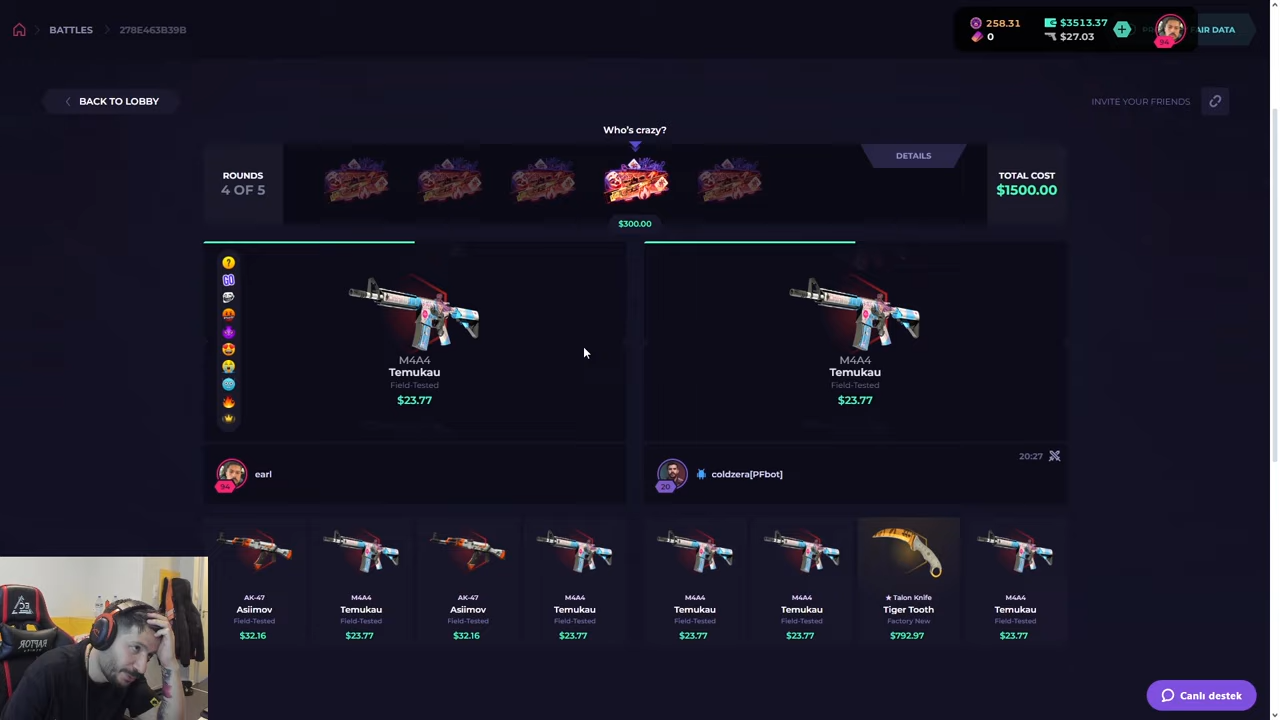 BATTLES
278E463B39B
258.31
0
$3513.37
$27.03
94
AIR DATA
BACK TO LOBBY
INVITE YOUR FRIENDS
Who's crazy?
ROUNDS
4 OF 5
DETAILS
TOTAL COST
$1500.00
$300.00
GO
M4A4
Temukau
Field-Tested
$23.77
M4A4
Temukau
Field-Tested
$23.77
94
earl
20
coldzera[PFbot]
20:27
AK-47
Asiimov
Field-Tested
$32.16
M4A4
Temukau
Field-Tested
$23.77
AK-47
Asiimov
Field-Tested
$32.16
M4A4
Temukau
Field-Tested
$23.77
M4A4
Temukau
Field-Tested
$23.77
M4A4
Temukau
Field-Tested
$23.77
★ Talon Knife
Tiger Tooth
Factory New
$792.97
M4A4
Temukau
Field-Tested
$23.77
RAPTOR
Canlı destek